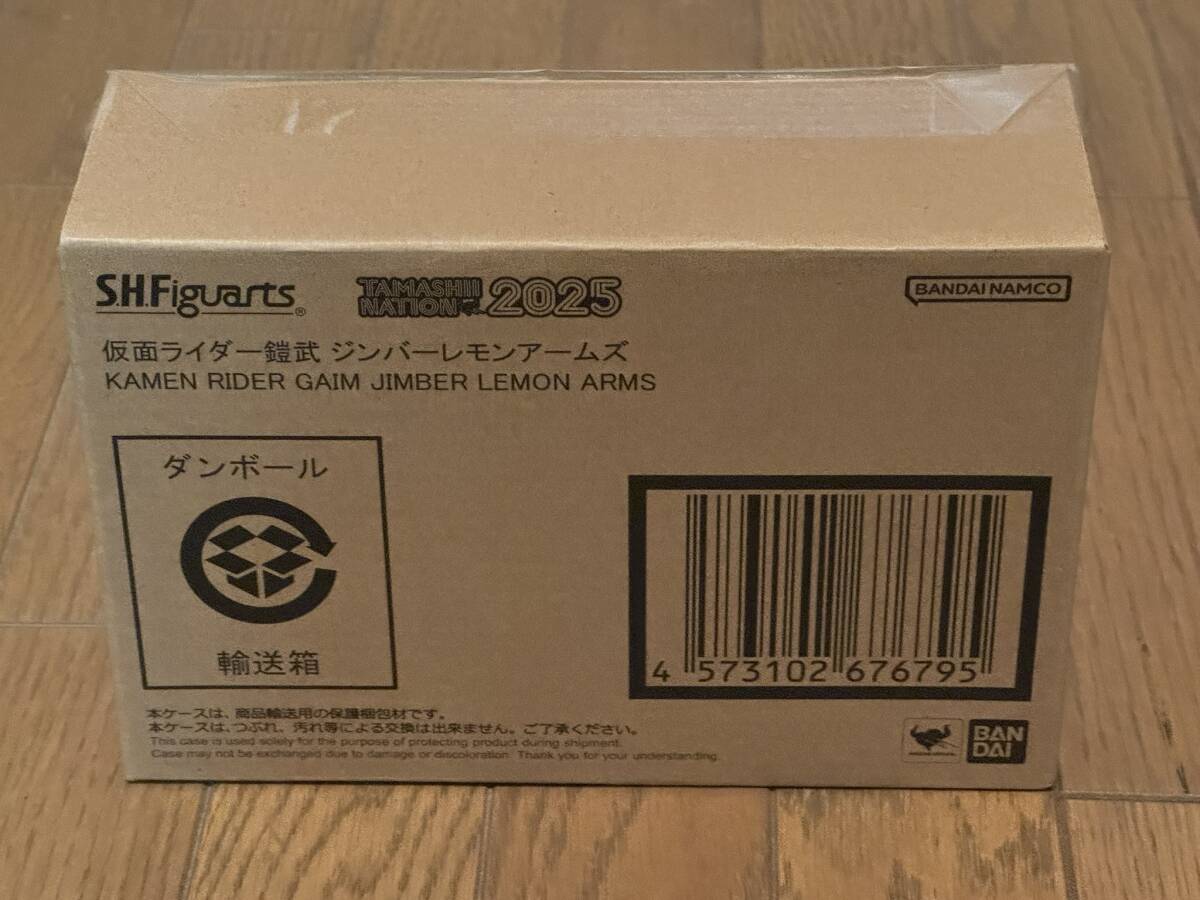 S.H.Figuarts® TAMASHII NATION 2025 BANDAI NAMCO
仮面ライダー鎧武 ジンバーレモンアームズ
KAMEN RIDER GAIM JIMBER LEMON ARMS
ダンボール
輸送箱
4 573102 676795
本ケースは、商品輸送用の保護梱包材です。
本ケースは、つぶれ、汚れ等による交換は出来ません。ご了承ください。
This case is used solely for the purpose of protecting product during shipment.
Case may not be exchanged due to damage or discoloration. Thank you for your understanding.
BAN
DAI